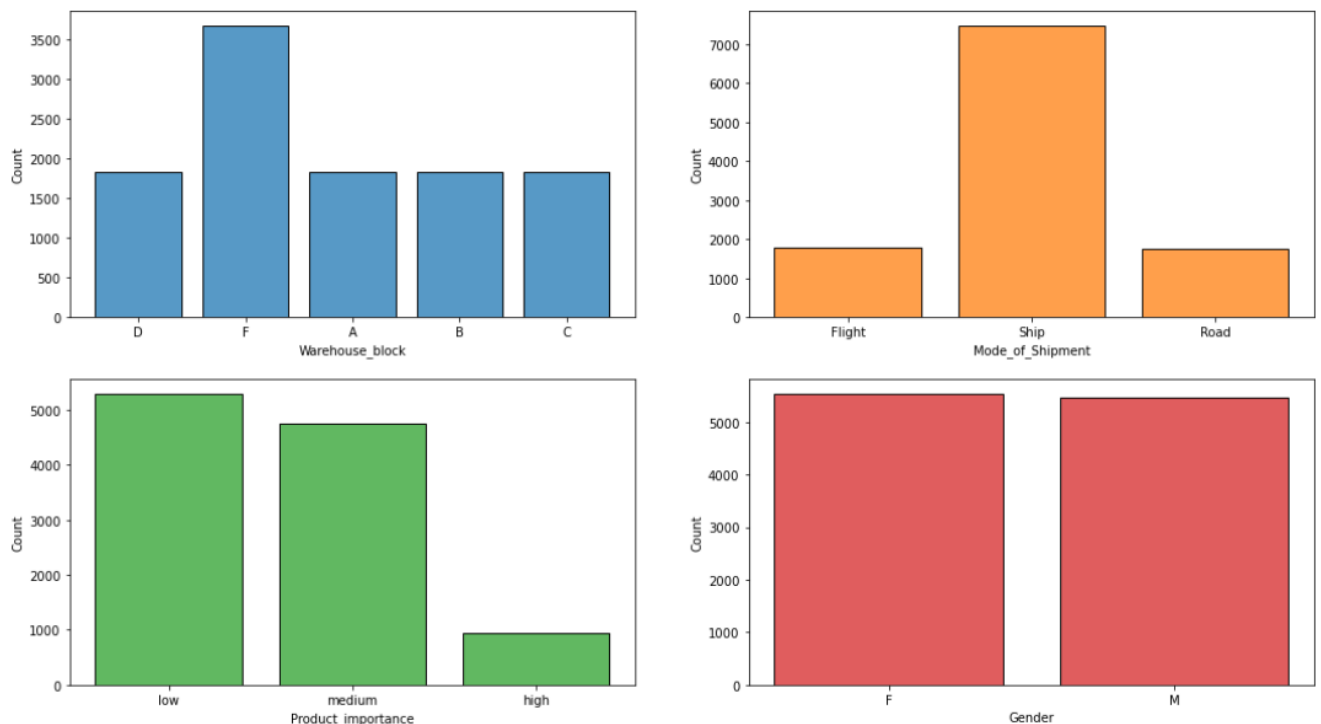 3500
3000
2500
2000
1500
1000
500
0
Count
D F A B C
Warehouse_block
7000
6000
5000
4000
3000
2000
1000
0
Count
Flight Ship Road
Mode_of_Shipment
5000
4000
3000
2000
1000
0
Count
low medium high
Product_importance
5000
4000
3000
2000
1000
0
Count
F M
Gender